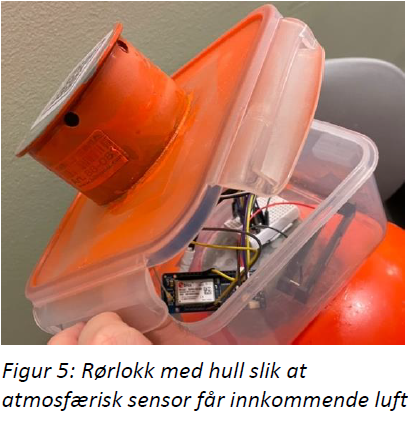 Figur 5: Rørlokk med hull slik at
atmosfærisk sensor får innkommende luft